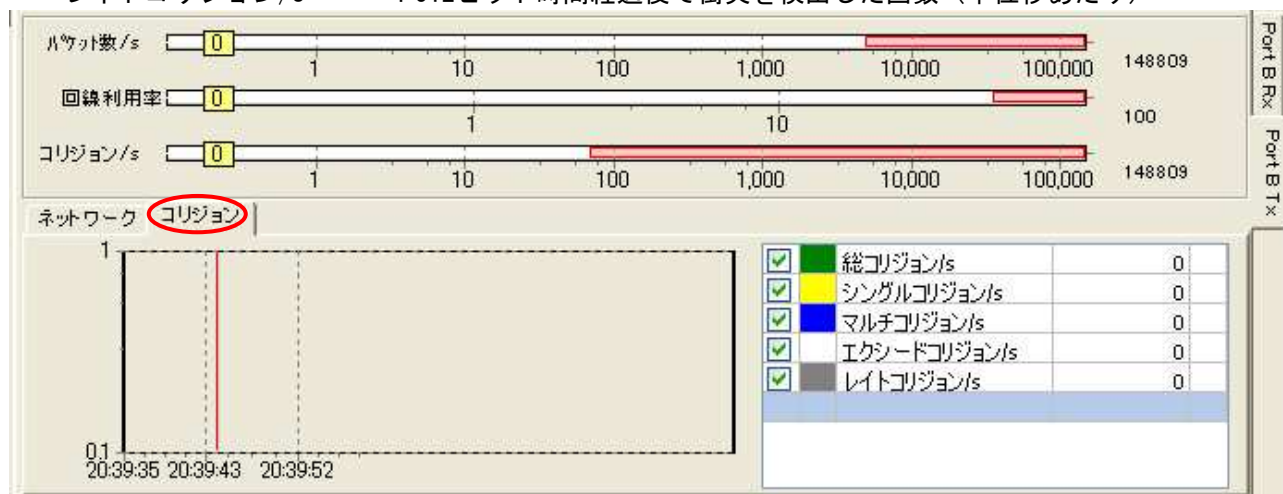 パケット数/s 0 1 10 100 1,000 10,000 100,000 148809
回線利用率 0 1 10 100
コリジョン/s 0 1 10 100 1,000 10,000 100,000 148809
Port B Rx
Port B Tx
ネットワーク コリジョン
1
0.1
20:39:35 20:39:43 20:39:52
総コリジョン/s 0
シングルコリジョン/s 0
マルチコリジョン/s 0
エクシードコリジョン/s 0
レイトコリジョン/s 0